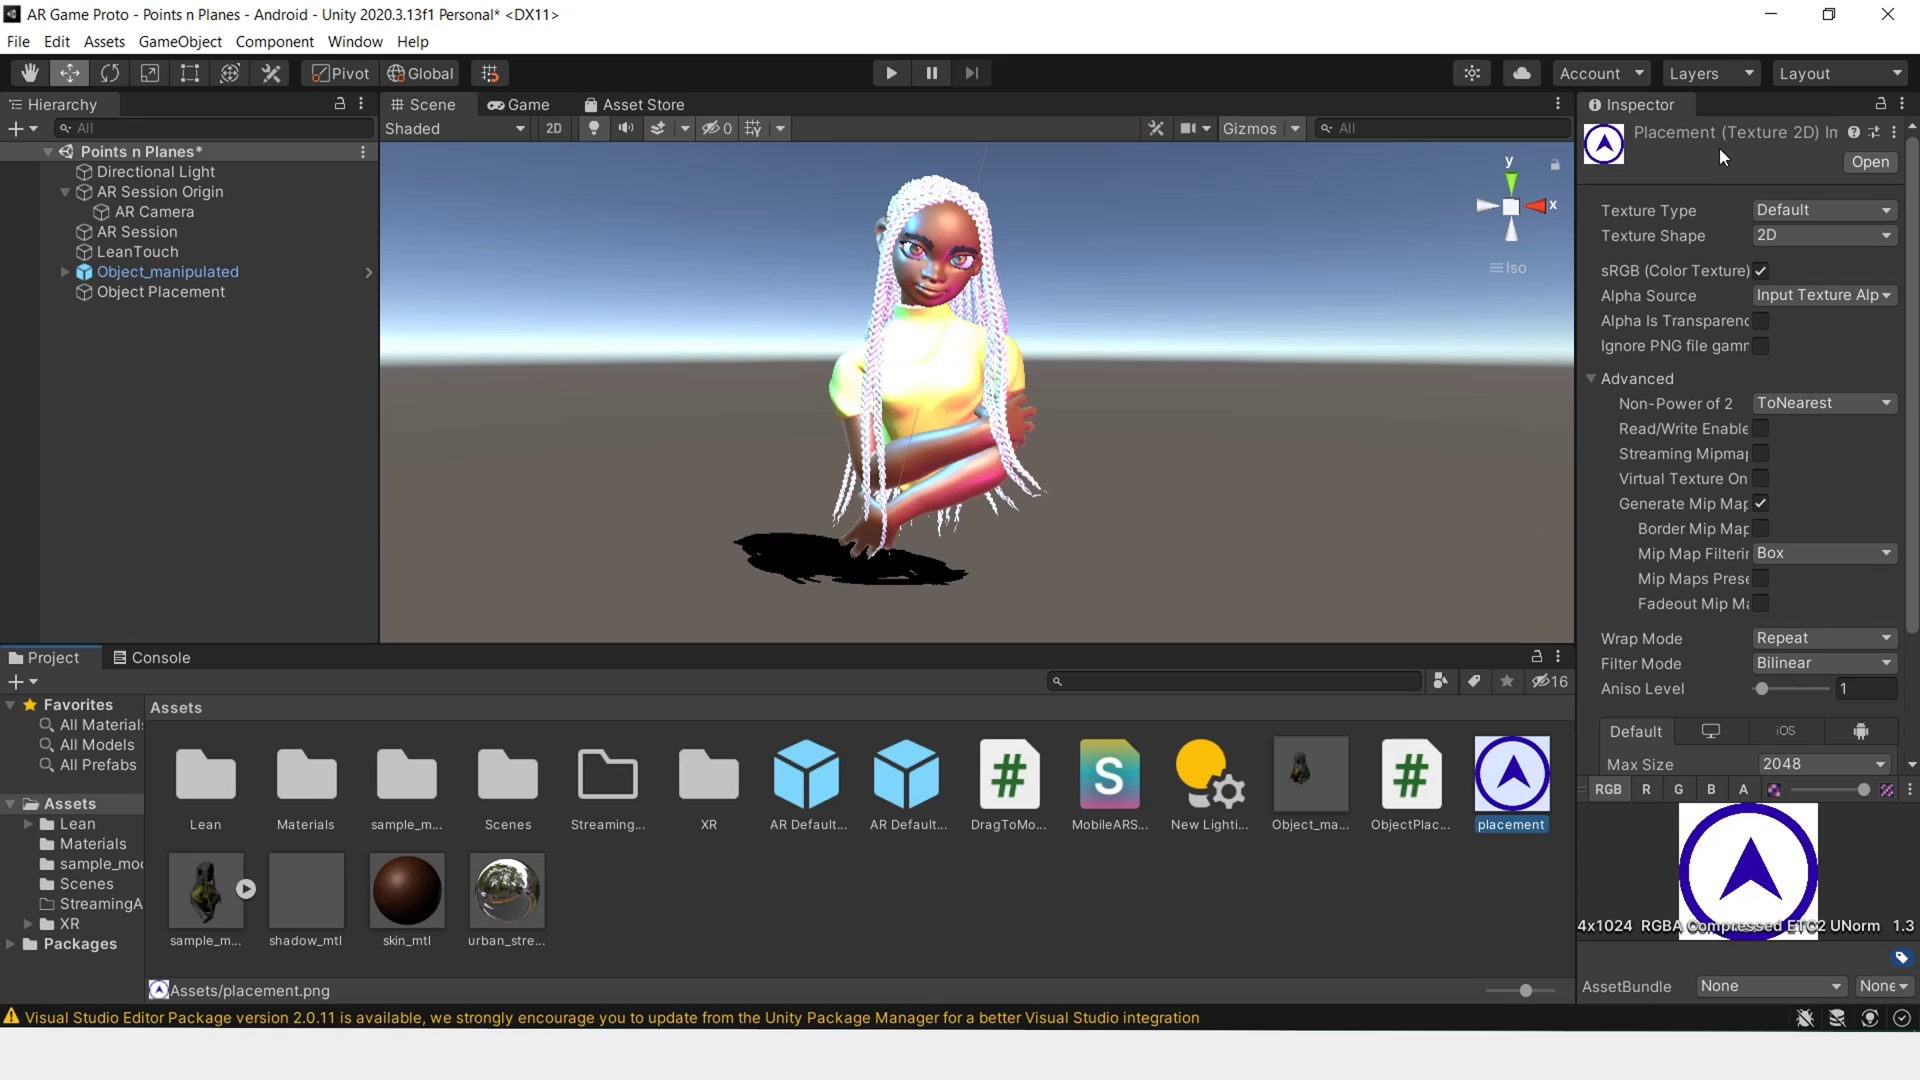 AR Game Proto - Points n Planes - Android - Unity 2020.3.13f1 Personal* <DX11>
File Edit Assets GameObject Component Window Help
Pivot Global Account Layers Layout
Hierarchy
All
Points n Planes*
Directional Light
AR Session Origin
AR Camera
AR Session
LeanTouch
Object_manipulated
Object Placement
Scene Game Asset Store
Shaded 2D 0 Gizmos All
y
x
Iso
Inspector
Placement (Texture 2D) Im
Open
Texture Type Default
Texture Shape 2D
sRGB (Color Texture)
Alpha Source Input Texture Alp
Alpha Is Transparenc
Ignore PNG file gamm
Advanced
Non-Power of 2 ToNearest
Read/Write Enable
Streaming Mipmap
Virtual Texture On
Generate Mip Map
Border Mip Map
Mip Map Filterin Box
Mip Maps Prese
Fadeout Mip Ma
Wrap Mode Repeat
Filter Mode Bilinear
Aniso Level 1
Default iOS
Max Size 2048
RGB R G B A
4x1024 RGBA Compressed ETC2 UNorm 1.3
AssetBundle None None
Project Console
16
Favorites
All Materials
All Models
All Prefabs
Assets
Lean
Materials
sample_mod
Scenes
StreamingA
XR
Packages
Assets
Lean Materials sample_m... Scenes Streaming... XR AR Default... AR Default... DragToMo... MobileARS... New Lighti... Object_ma... ObjectPlac... placement
sample_m... shadow_mtl skin_mtl urban_stre...
Assets/placement.png
Visual Studio Editor Package version 2.0.11 is available, we strongly encourage you to update from the Unity Package Manager for a better Visual Studio integration